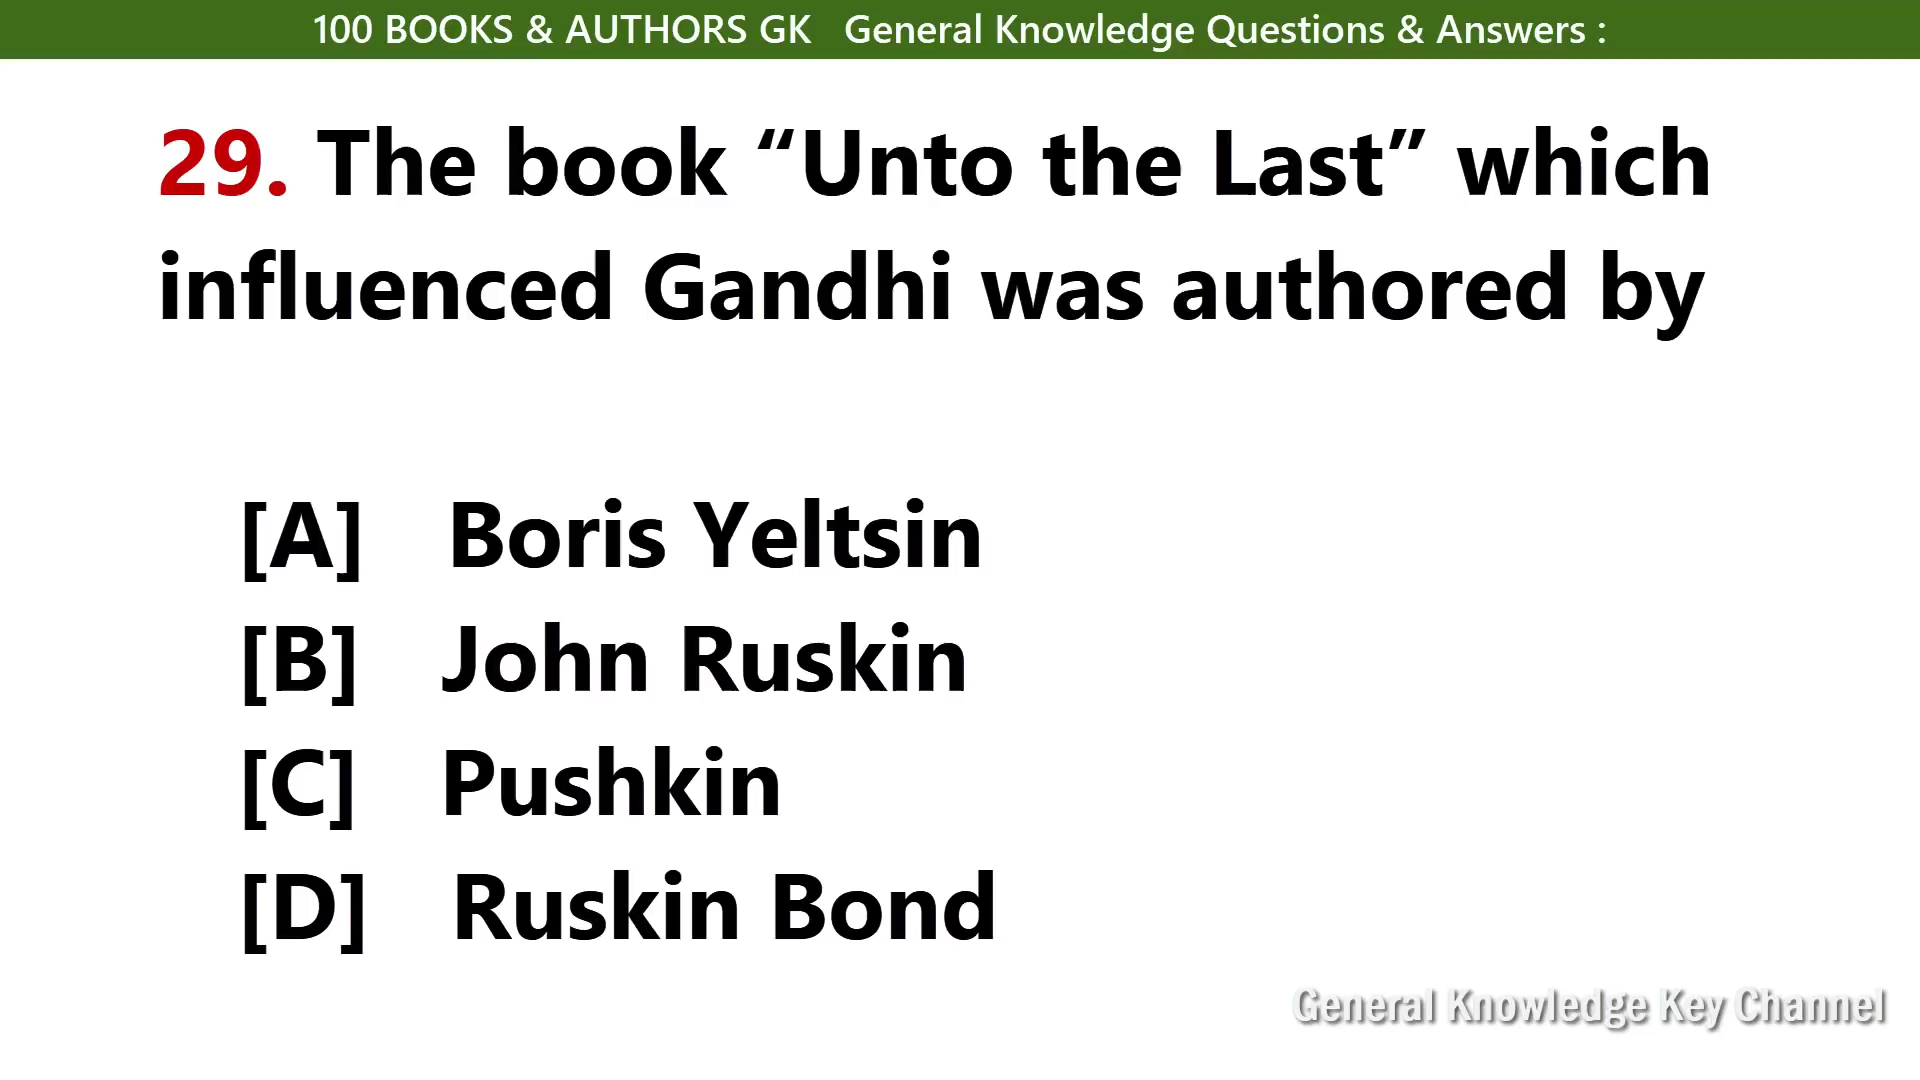 100 BOOKS & AUTHORS GK   General Knowledge Questions & Answers :
29. The book “Unto the Last” which
influenced Gandhi was authored by
[A]   Boris Yeltsin
[B]   John Ruskin
[C]   Pushkin
[D]   Ruskin Bond
General Knowledge Key Channel